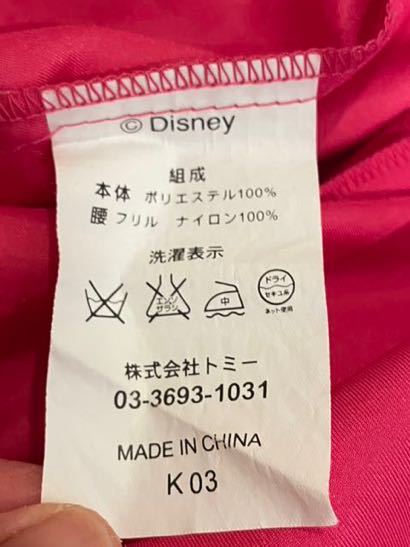 © Disney
組成
本体 ポリエステル100%
腰 フリル ナイロン100%
洗濯表示
エンソ
サラシ
中
ドライ
セキユ系
ネット使用
株式会社トミー
03-3693-1031
MADE IN CHINA
K 03